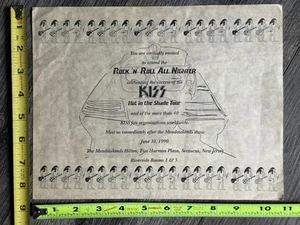 You are cordially invited
to attend the
ROCK 'N' ROLL ALL NIGHTER
celebrating the success of the
KISS
Hot in the Shade Tour
and of the more than 40
KISS fan organizations worldwide.
Meet us immediately after the Meadowlands show
June 30, 1990
The Meadowlands Hilton, Two Harmon Plaza, Secaucus, New Jersey
Riverside Rooms 1 & 5